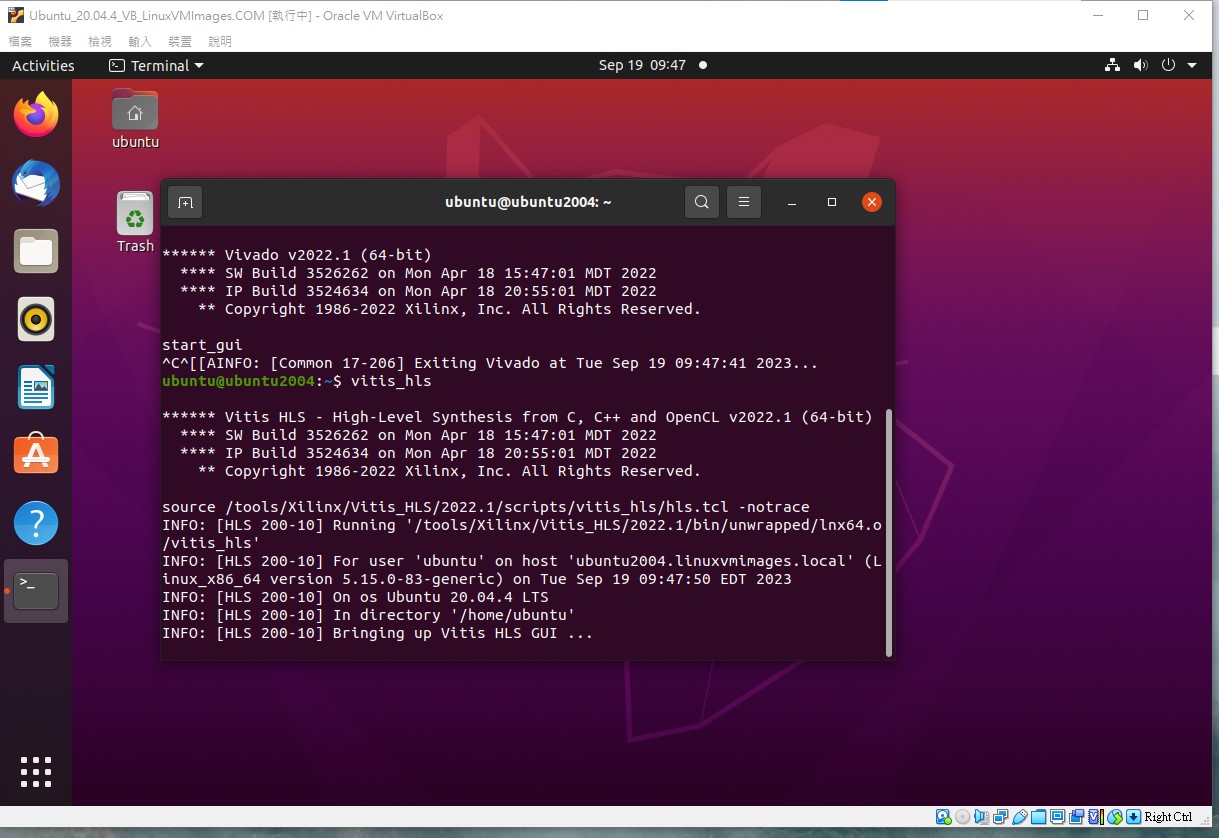 Ubuntu_20.04.4_VB_LinuxVMImages.COM [執行中] - Oracle VM VirtualBox
檔案 機器 檢視 輸入 裝置 說明
Activities Terminal Sep 19 09:47
ubuntu
Trash
ubuntu@ubuntu2004: ~
****** Vivado v2022.1 (64-bit)
  **** SW Build 3526262 on Mon Apr 18 15:47:01 MDT 2022
  **** IP Build 3524634 on Mon Apr 18 20:55:01 MDT 2022
    ** Copyright 1986-2022 Xilinx, Inc. All Rights Reserved.
start_gui
^C^[[AINFO: [Common 17-206] Exiting Vivado at Tue Sep 19 09:47:41 2023...
ubuntu@ubuntu2004:~$ vitis_hls
****** Vitis HLS - High-Level Synthesis from C, C++ and OpenCL v2022.1 (64-bit)
  **** SW Build 3526262 on Mon Apr 18 15:47:01 MDT 2022
  **** IP Build 3524634 on Mon Apr 18 20:55:01 MDT 2022
    ** Copyright 1986-2022 Xilinx, Inc. All Rights Reserved.
source /tools/Xilinx/Vitis_HLS/2022.1/scripts/vitis_hls/hls.tcl -notrace
INFO: [HLS 200-10] Running '/tools/Xilinx/Vitis_HLS/2022.1/bin/unwrapped/lnx64.o
/vitis_hls'
INFO: [HLS 200-10] For user 'ubuntu' on host 'ubuntu2004.linuxvmimages.local' (L
inux_x86_64 version 5.15.0-83-generic) on Tue Sep 19 09:47:50 EDT 2023
INFO: [HLS 200-10] On os Ubuntu 20.04.4 LTS
INFO: [HLS 200-10] In directory '/home/ubuntu'
INFO: [HLS 200-10] Bringing up Vitis HLS GUI ...
Right Ctrl